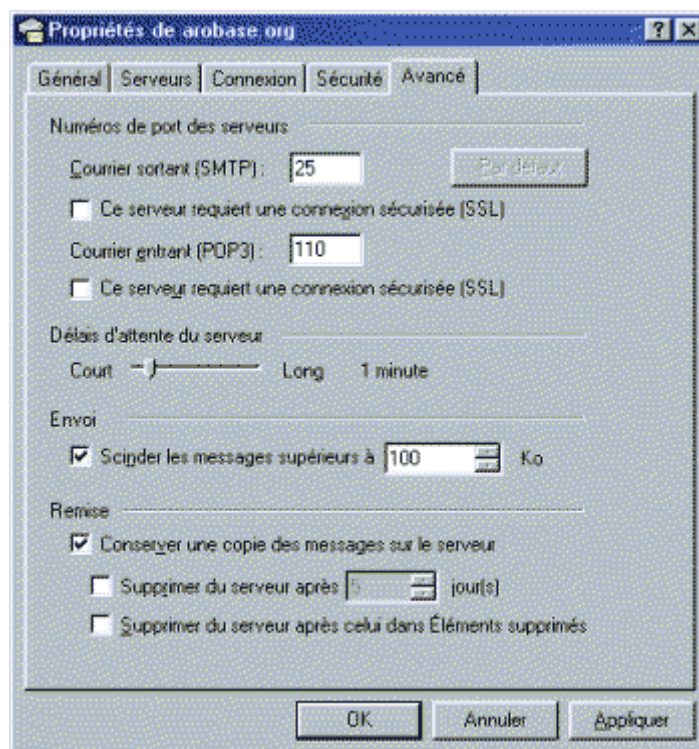 Propriétés de arobase.org
Général Serveurs Connexion Sécurité Avancé
Numéros de port des serveurs
Courrier sortant (SMTP) : 25 Par défaut
Ce serveur requiert une connexion sécurisée (SSL)
Courrier entrant (POP3) : 110
Ce serveur requiert une connexion sécurisée (SSL)
Délais d'attente du serveur
Court Long 1 minute
Envoi
Scinder les messages supérieurs à 100 Ko
Remise
Conserver une copie des messages sur le serveur
Supprimer du serveur après 5 jour(s)
Supprimer du serveur après celui dans Éléments supprimés
OK Annuler Appliquer